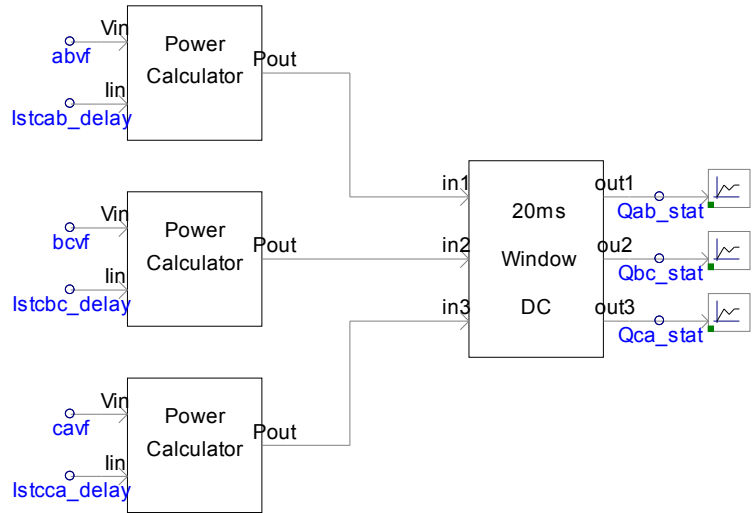 Vin
abvf
Iin
Istcab_delay
Power
Calculator
Pout
Vin
bcvf
Iin
Istcbc_delay
Power
Calculator
Pout
Vin
cavf
Iin
Istcca_delay
Power
Calculator
Pout
in1
in2
in3
20ms
Window
DC
out1
Qab_stat
ou2
Qbc_stat
out3
Qca_stat